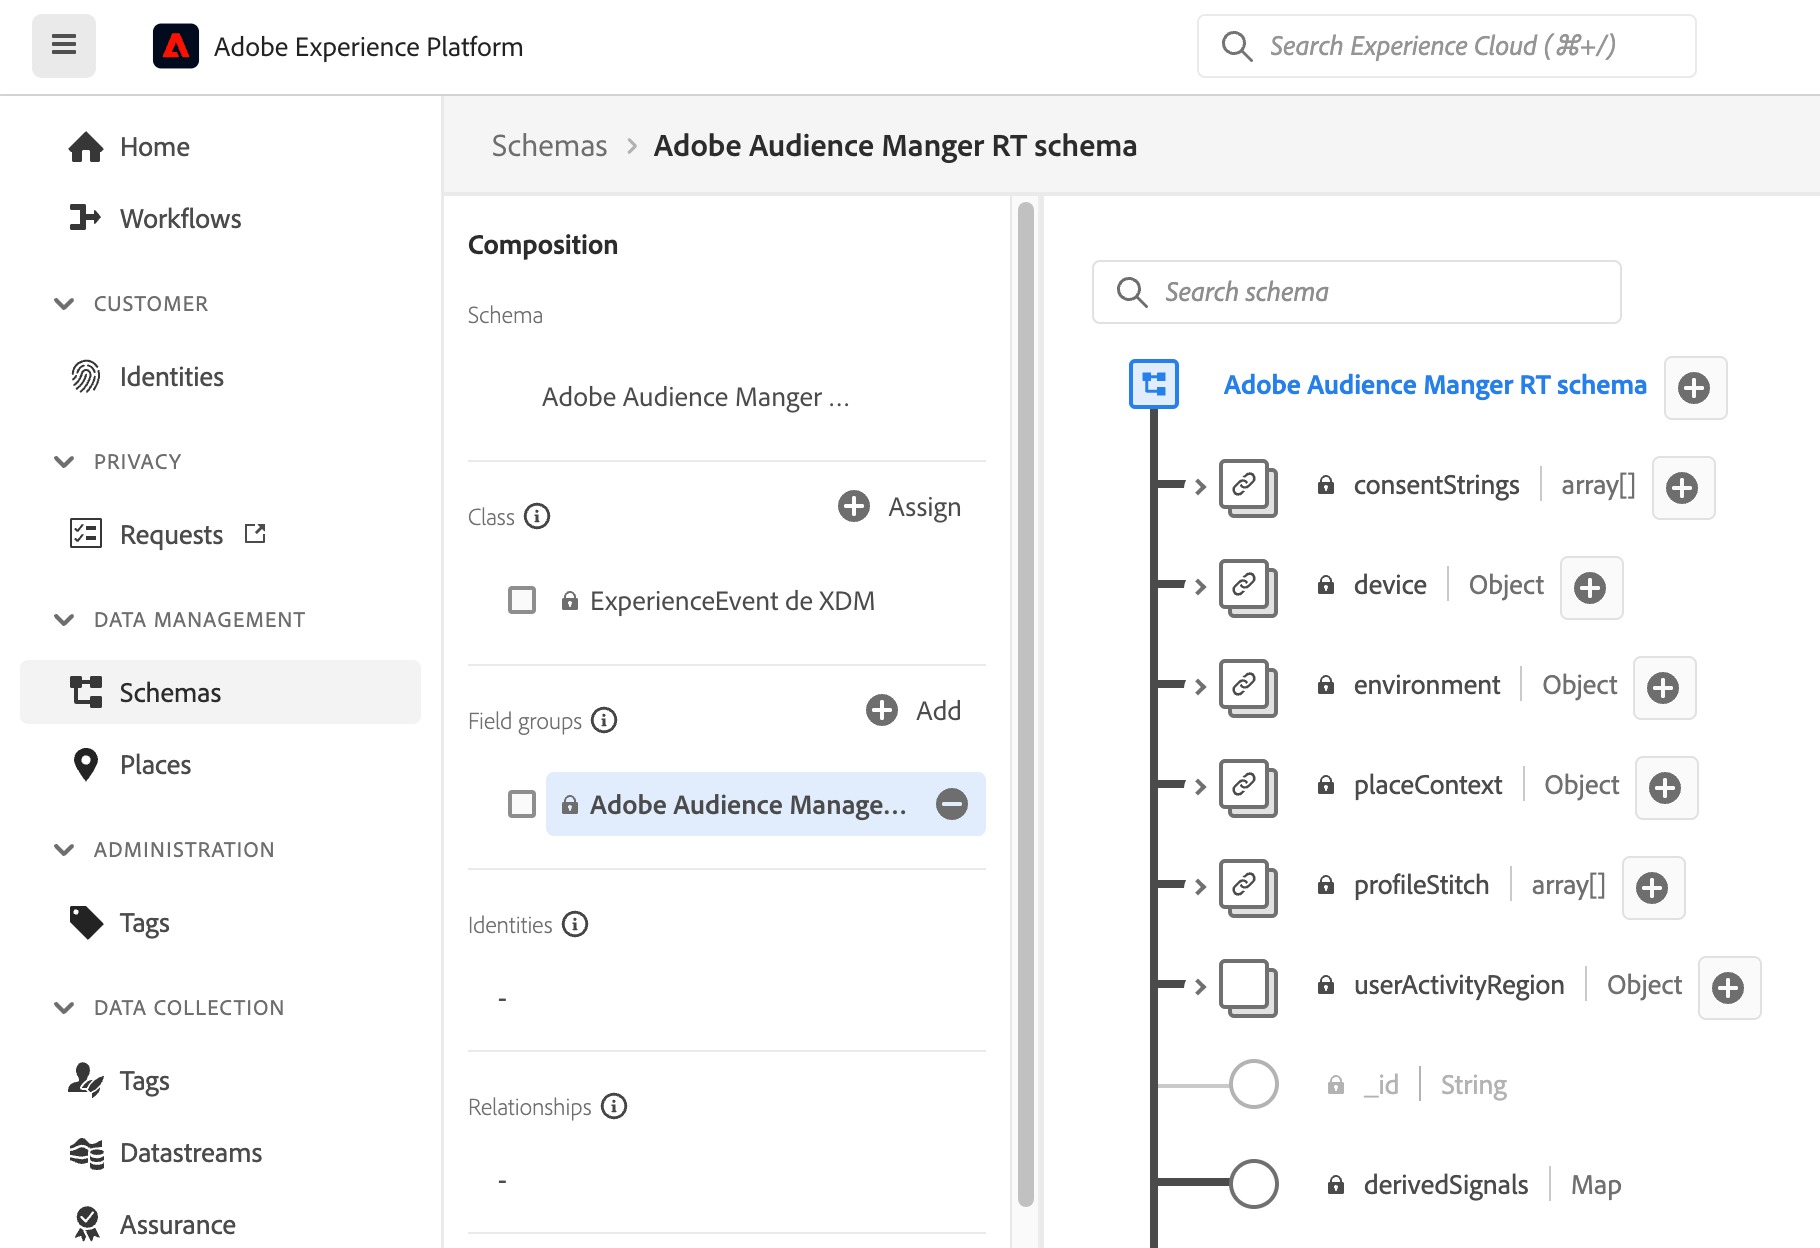 Adobe Experience Platform
Search Experience Cloud (⌘+/)
Home
Workflows
CUSTOMER
Identities
PRIVACY
Requests
DATA MANAGEMENT
Schemas
Places
ADMINISTRATION
Tags
DATA COLLECTION
Tags
Datastreams
Assurance
Schemas > Adobe Audience Manger RT schema
Composition
Schema
Adobe Audience Manger ...
Class
Assign
ExperienceEvent de XDM
Field groups
Add
Adobe Audience Manage...
Identities
-
Relationships
-
Search schema
Adobe Audience Manger RT schema
consentStrings | array[]
device | Object
environment | Object
placeContext | Object
profileStitch | array[]
userActivityRegion | Object
_id | String
derivedSignals | Map